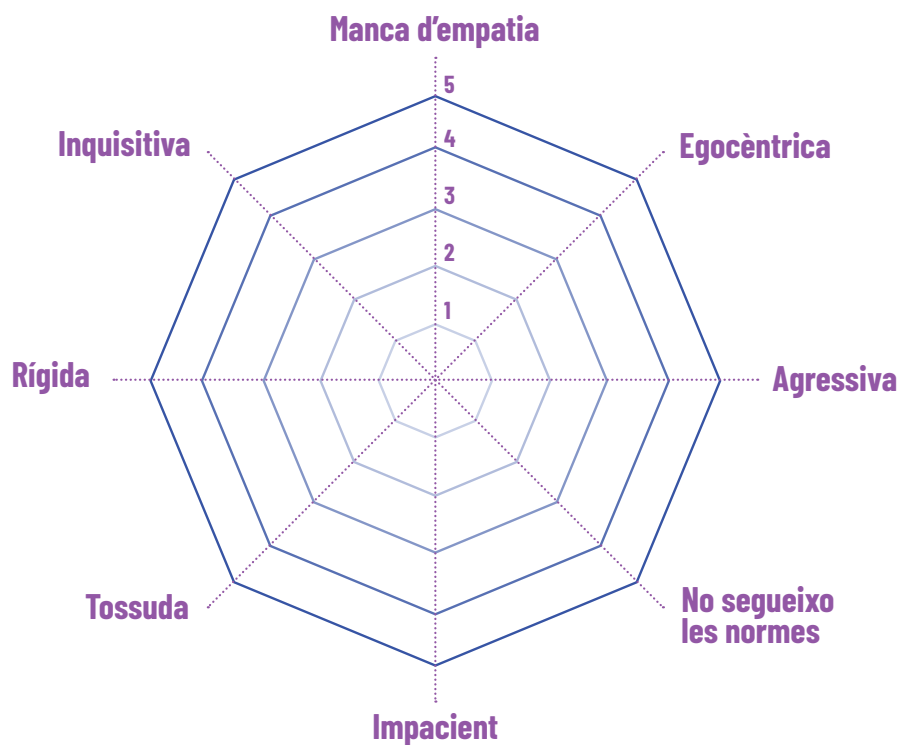 Manca d’empatia
5
Inquisitiva
4
Egocèntrica
3
2
1
Rígida
Agressiva
Tossuda
No segueixo
les normes
Impacient